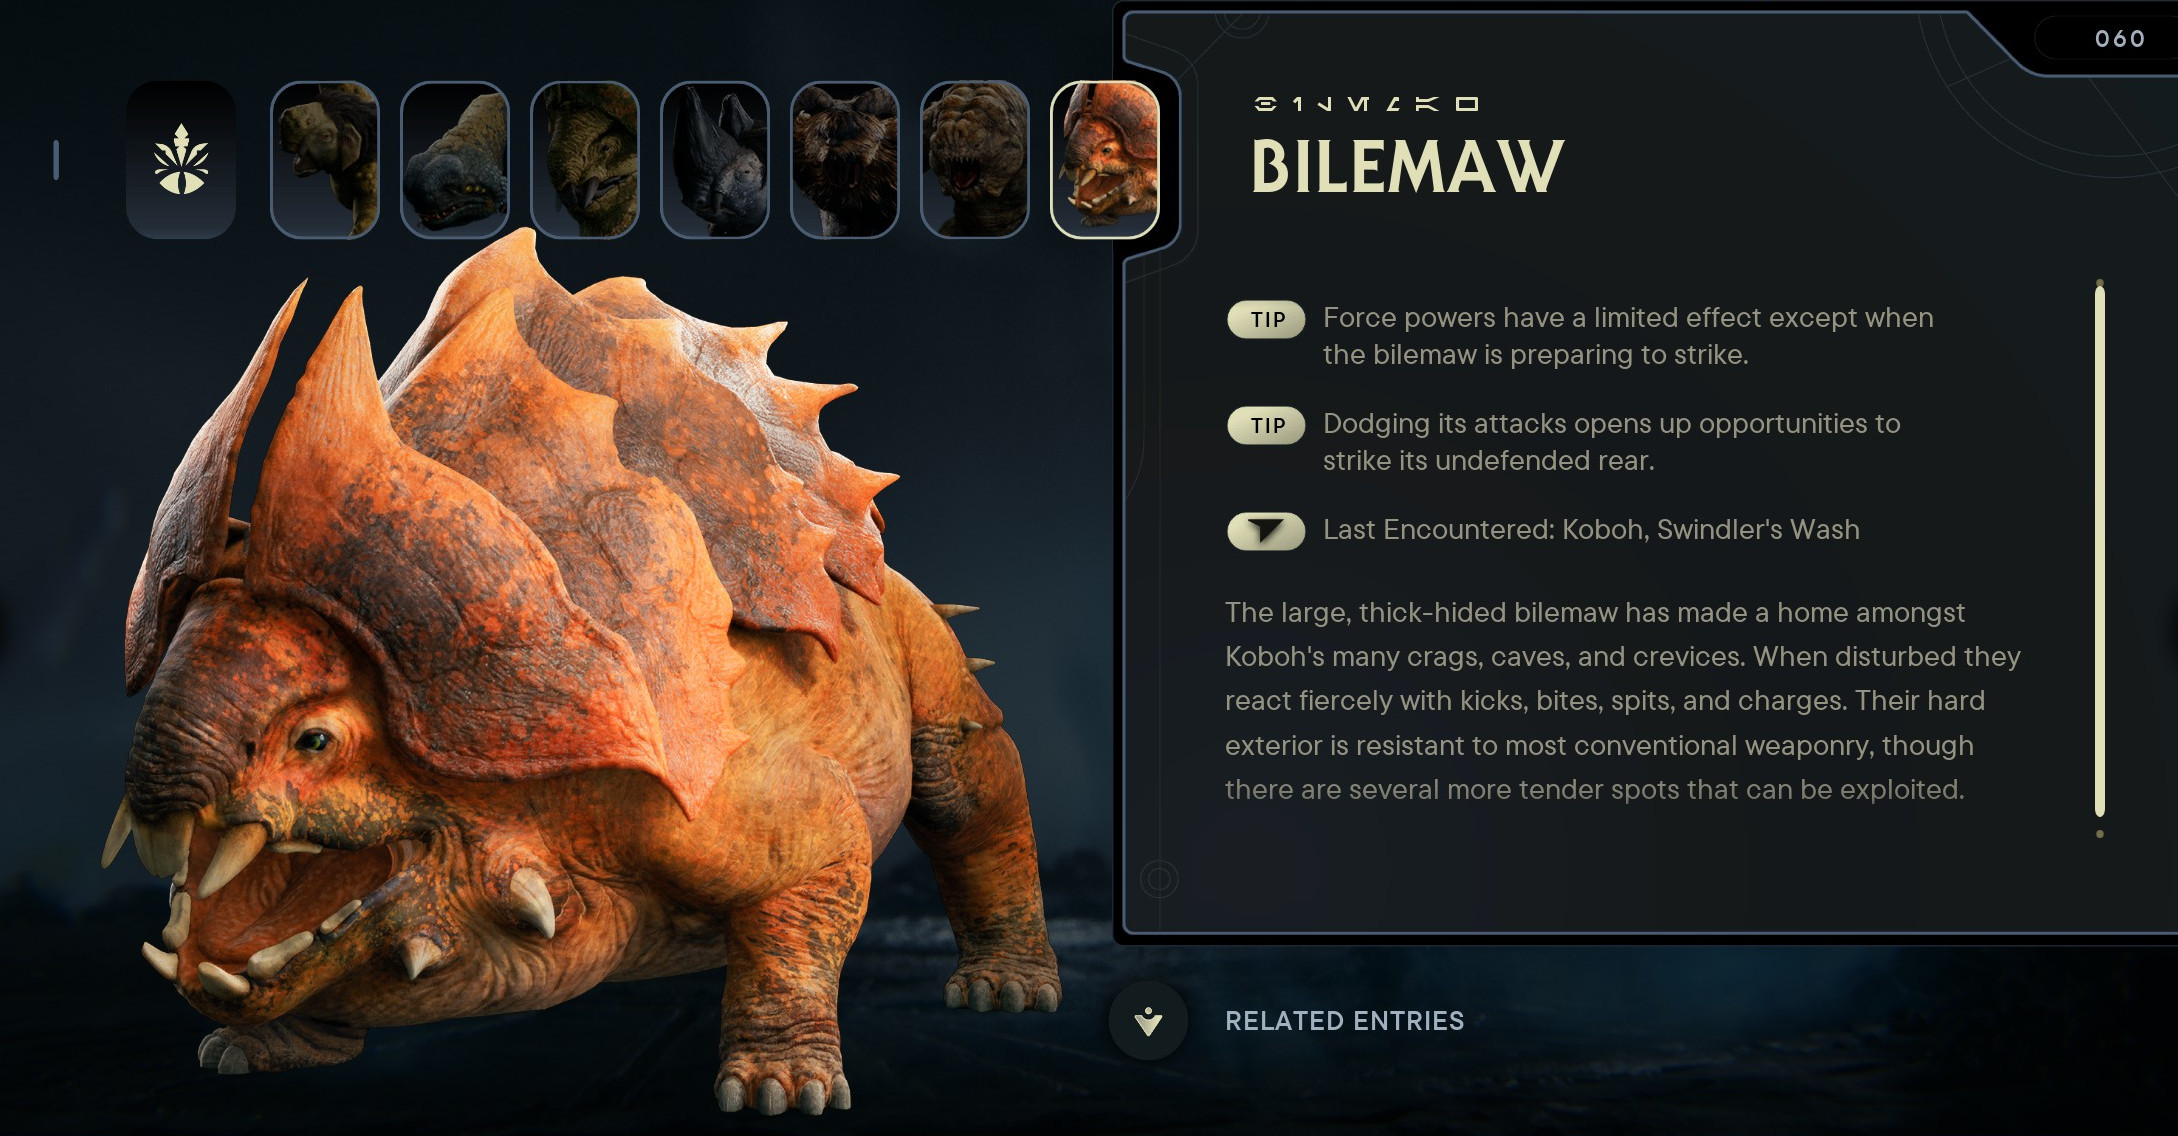 060
BILEMAW
TIP Force powers have a limited effect except when
the bilemaw is preparing to strike.
TIP Dodging its attacks opens up opportunities to
strike its undefended rear.
Last Encountered: Koboh, Swindler's Wash
The large, thick-hided bilemaw has made a home amongst
Koboh's many crags, caves, and crevices. When disturbed they
react fiercely with kicks, bites, spits, and charges. Their hard
exterior is resistant to most conventional weaponry, though
there are several more tender spots that can be exploited.
RELATED ENTRIES